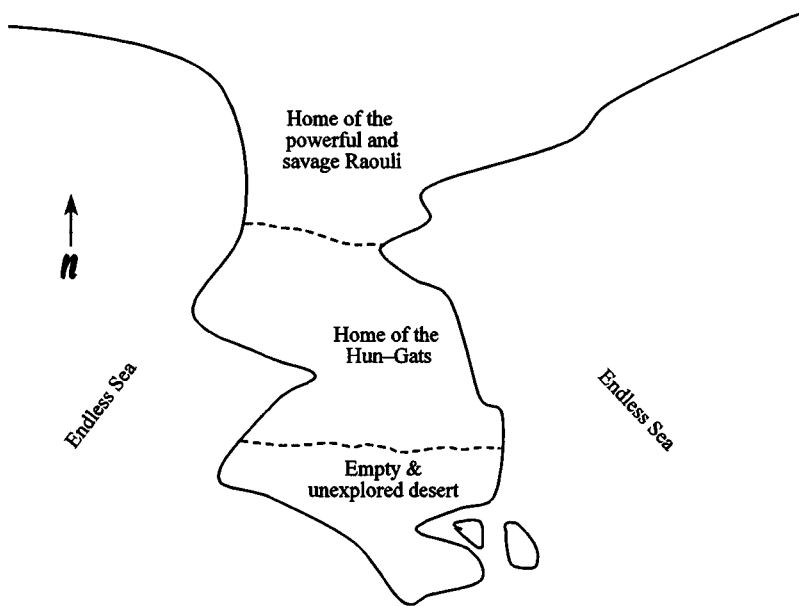 Home of the
powerful and
savage Raouli
n
Home of the
Hun–Gats
Endless Sea
Endless Sea
Empty &
unexplored desert